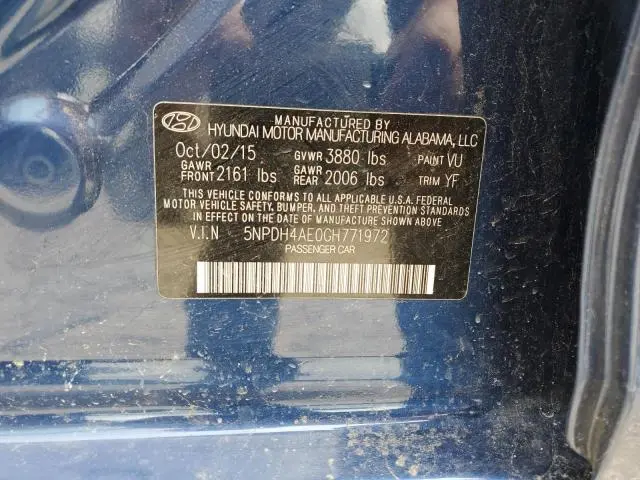 MANUFACTURED BY
HYUNDAI MOTOR MANUFACTURING ALABAMA, LLC
Oct/02/15 GVWR 3880 lbs PAINT VU
GAWR FRONT 2161 lbs GAWR REAR 2006 lbs TRIM YF
THIS VEHICLE CONFORMS TO ALL APPLICABLE U.S.A. FEDERAL
MOTOR VEHICLE SAFETY, BUMPER, AND THEFT PREVENTION
STANDARDS IN EFFECT ON THE DATE OF MANUFACTURE SHOWN ABOVE.
V.I.N 5NPDH4AE0GH771972
PASSENGER CAR